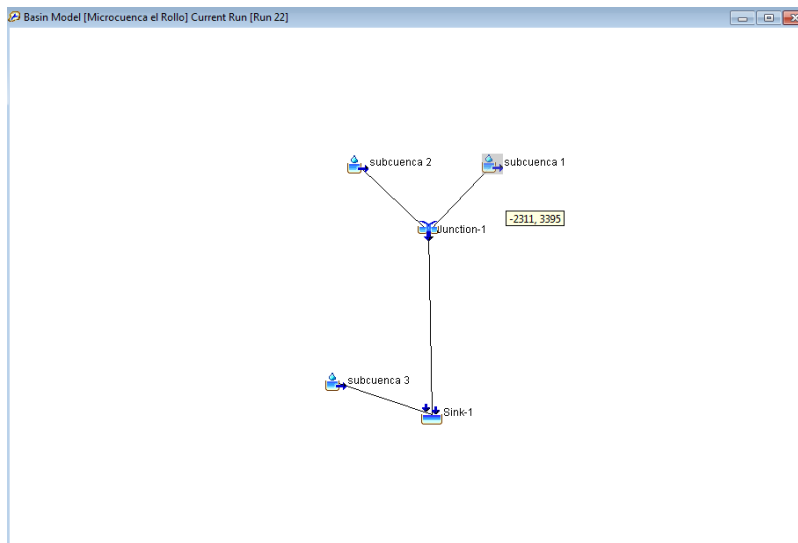 Basin Model [Microcuenca el Rollo] Current Run [Run 22]
subcuenca 2
subcuenca 1
-2311, 3395
Junction-1
subcuenca 3
Sink-1